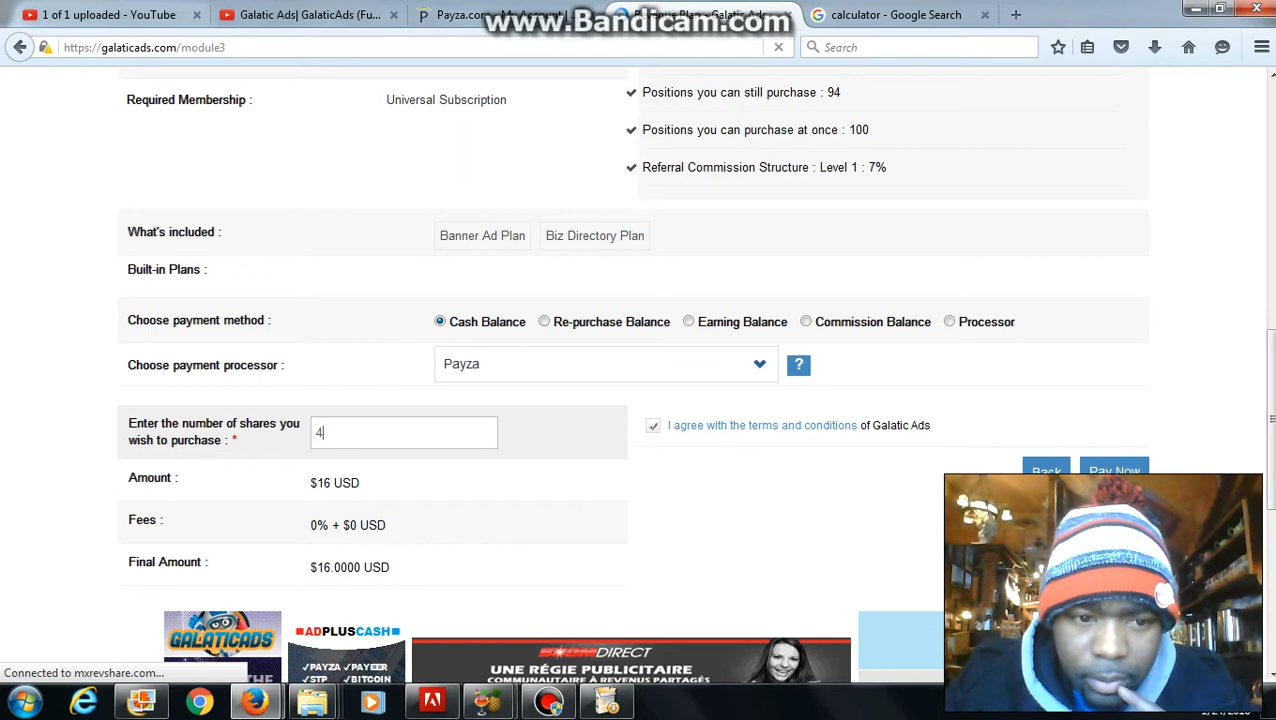 1 of 1 uploaded - YouTube
Galatic Ads| GalaticAds (Fu...
Payza.com - My Account
www.Bandicam.com
calculator - Google Search
https://galaticads.com/module3
Search
Required Membership :
Universal Subscription
Positions you can still purchase : 94
Positions you can purchase at once : 100
Referral Commission Structure : Level 1 : 7%
What's included :
Banner Ad Plan
Biz Directory Plan
Built-in Plans :
Choose payment method :
Cash Balance
Re-purchase Balance
Earning Balance
Commission Balance
Processor
Choose payment processor :
Payza
?
Enter the number of shares you
wish to purchase : *
4
I agree with the terms and conditions of Galatic Ads
Back
Pay Now
Amount :
$16 USD
Fees :
0% + $0 USD
Final Amount :
$16.0000 USD
GALATICADS
ADPLUSCASH
DIRECT
UNE RÉGIE PUBLICITAIRE
COMMUNAUTAIRE À REVENUS PARTAGÉS
✓PAYZA ✓PAYEER
✓STP ✓BITCOIN
Connected to mxrevshare.com...